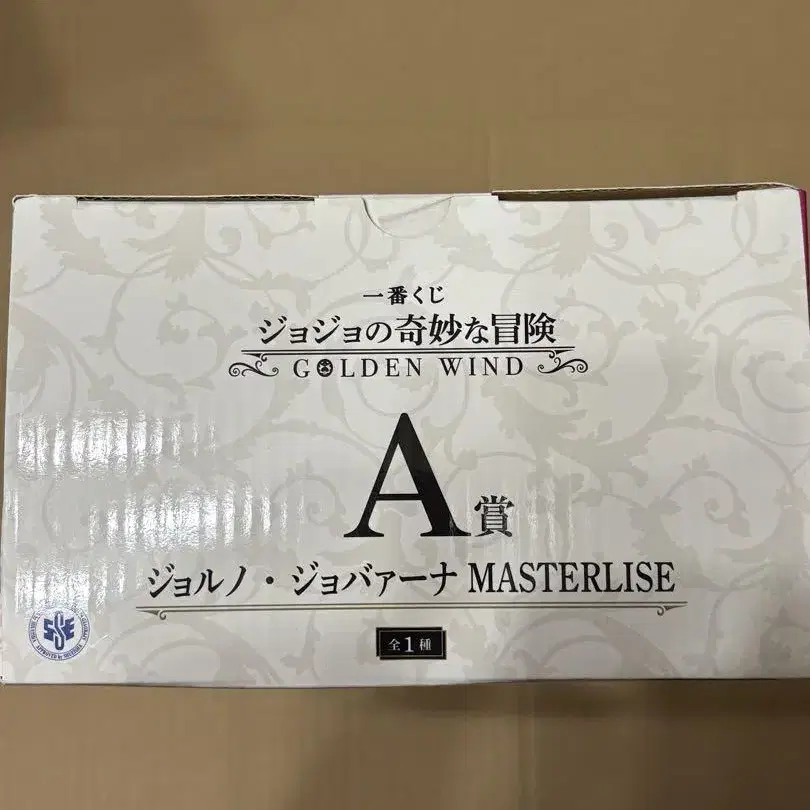 一番くじ
ジョジョの奇妙な冒険
GOLDEN WIND
A賞
ジョルノ・ジョバァーナ MASTERLISE
全1種